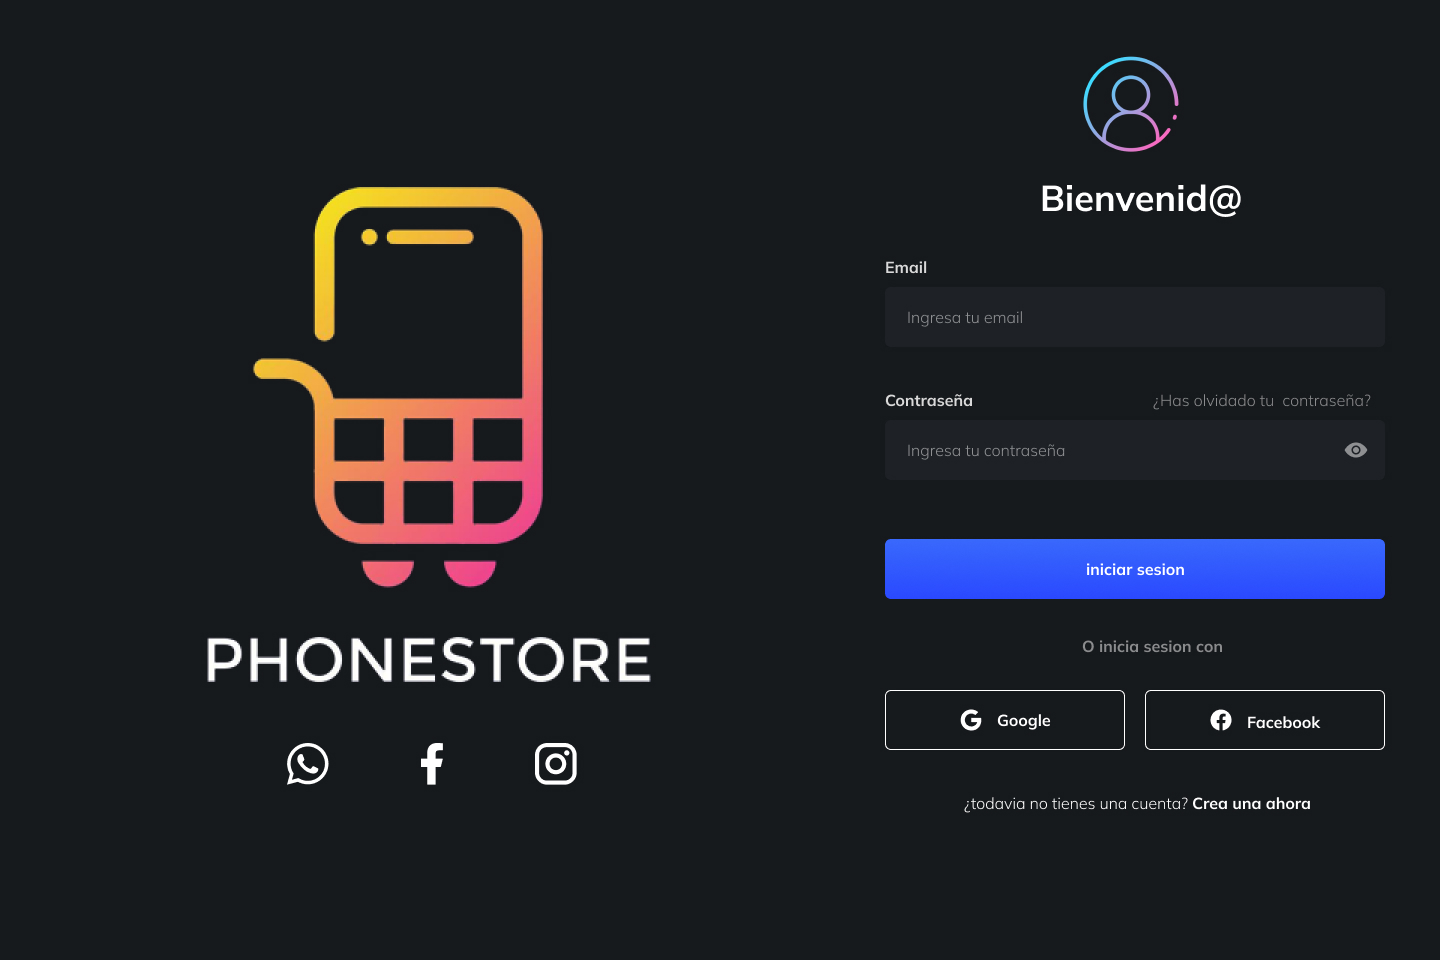 PHONESTORE
Bienvenid@
Email
Ingresa tu email
Contraseña
¿Has olvidado tu  contraseña?
Ingresa tu contraseña
iniciar sesion
O inicia sesion con
Google
Facebook
¿todavia no tienes una cuenta? Crea una ahora